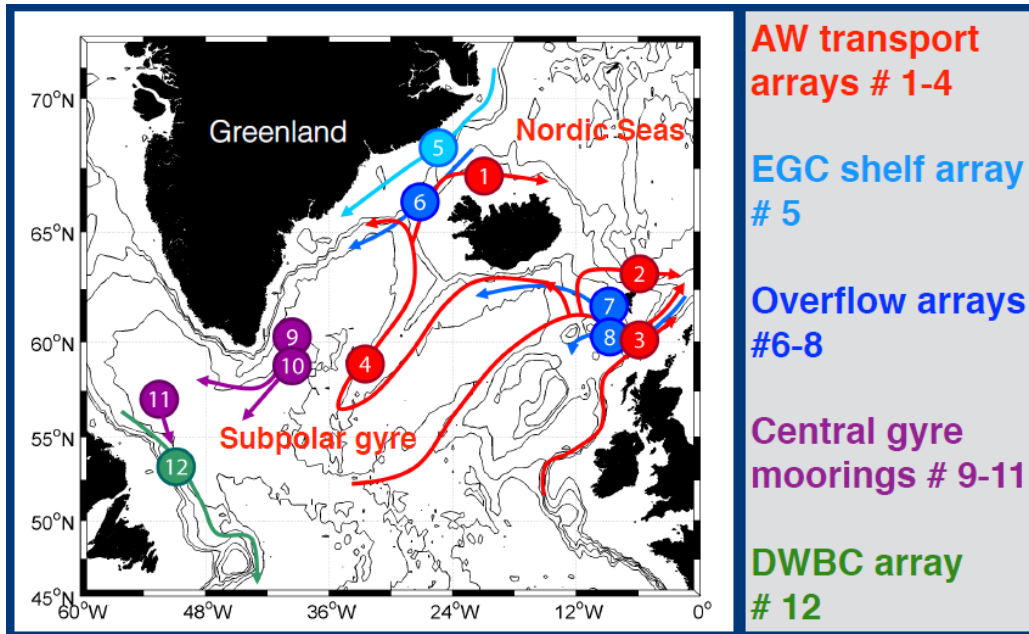 70°N
65°N
60°N
55°N
50°N
45°N
60°W
48°W
36°W
24°W
12°W
0°
Greenland
Nordic Seas
Subpolar gyre
5
1
6
2
7
8
3
9
10
4
11
12
AW transport
arrays # 1-4
EGC shelf array
# 5
Overflow arrays
#6-8
Central gyre
moorings # 9-11
DWBC array
# 12